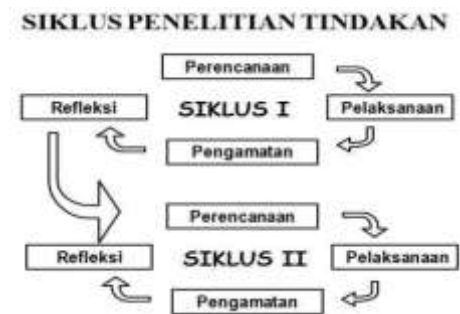 SIKLUS PENELITIAN TINDAKAN
Perencanaan
Refleksi SIKLUS I Pelaksanaan
Pengamatan
Perencanaan
Refleksi SIKLUS II Pelaksanaan
Pengamatan